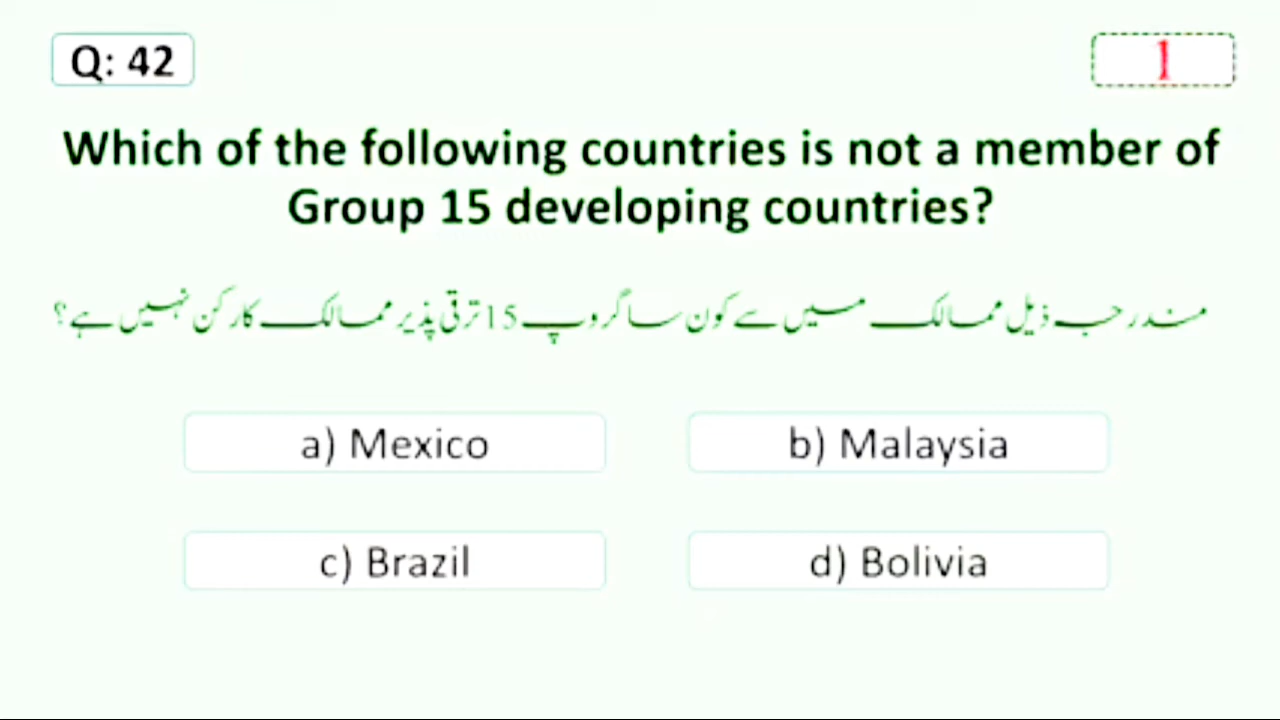 Q: 42
1
Which of the following countries is not a member of
Group 15 developing countries?
مندرجہ ذیل ممالک میں سے کون سا گروپ 15 ترقی پذیر ممالک کا رکن نہیں ہے؟
a) Mexico
b) Malaysia
c) Brazil
d) Bolivia